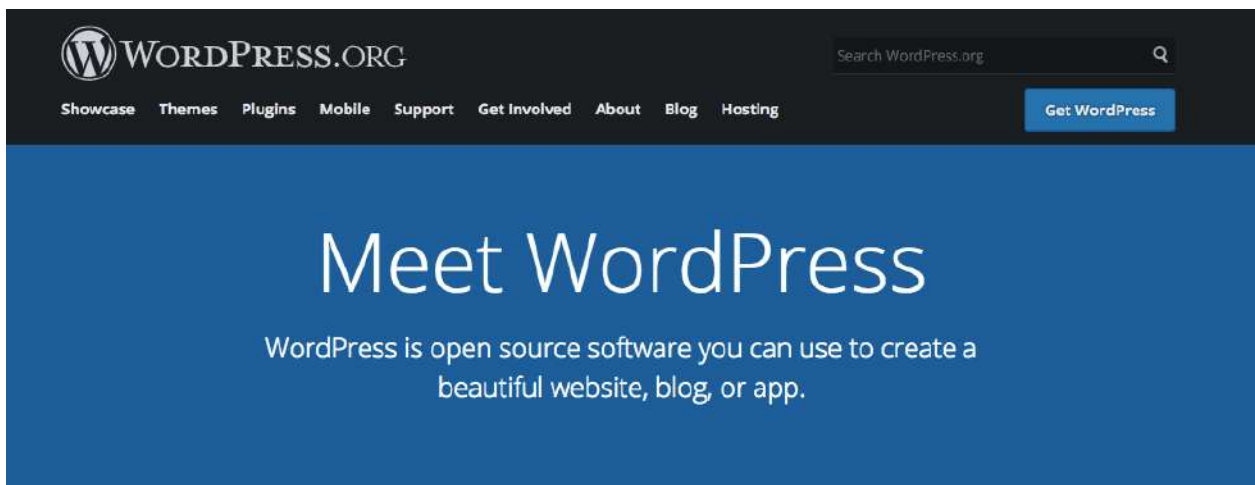 WORDPRESS.ORG
Search WordPress.org
Showcase Themes Plugins Mobile Support Get Involved About Blog Hosting
Get WordPress
Meet WordPress
WordPress is open source software you can use to create a
beautiful website, blog, or app.